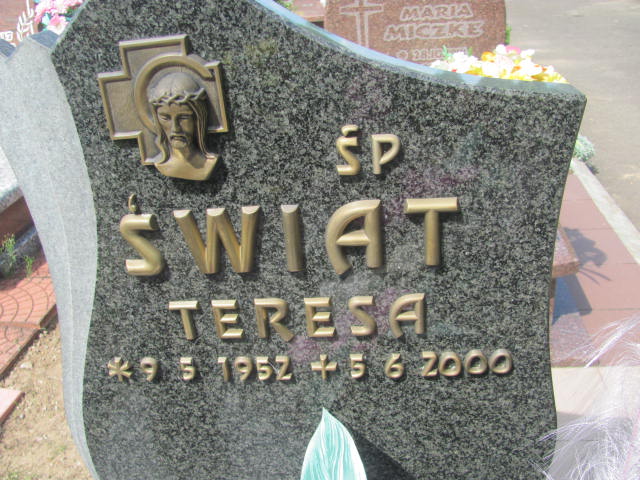 MARIA
MICZKE
ŚP
ŚWIAT
TERESA
* 9 5 1952 + 5 6 2000